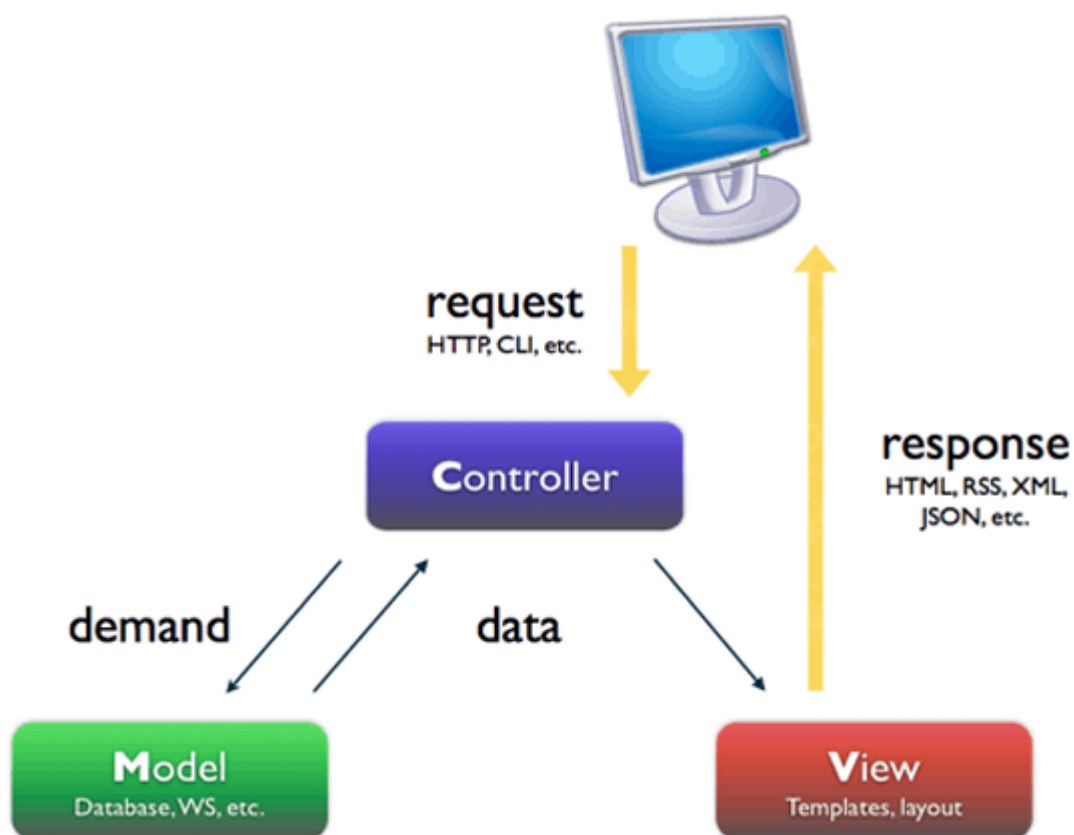 request
HTTP, CLI, etc.
Controller
response
HTML, RSS, XML,
JSON, etc.
demand
data
Model
Database, WS, etc.
View
Templates, layout